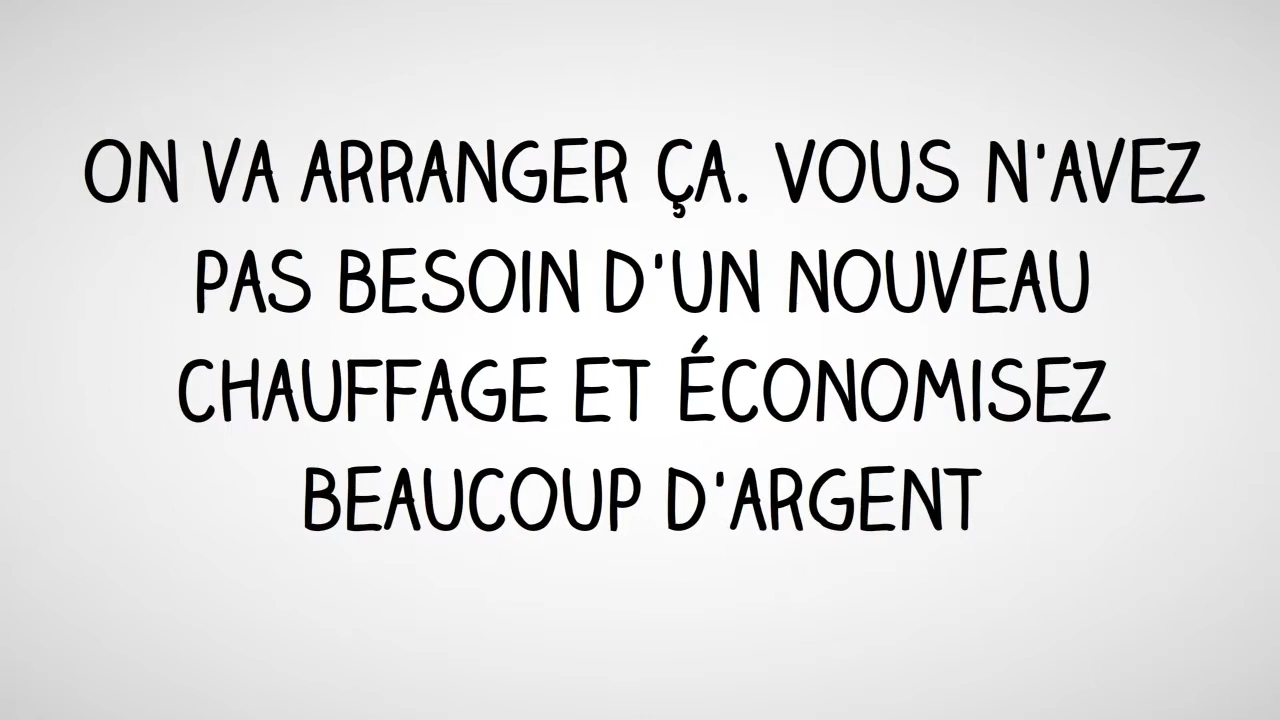 ON VA ARRANGER ÇA. VOUS N'AVEZ
PAS BESOIN D'UN NOUVEAU
CHAUFFAGE ET ÉCONOMISEZ
BEAUCOUP D'ARGENT